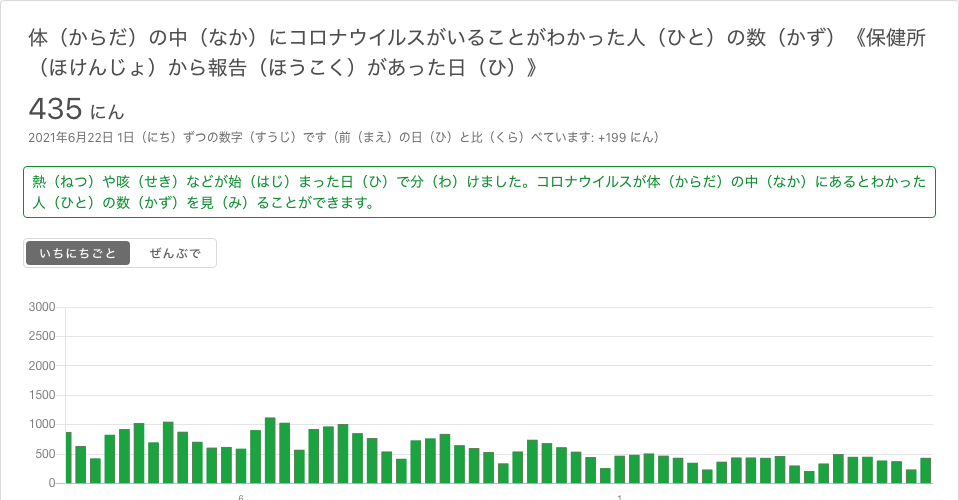 体（からだ）の中（なか）にコロナウイルスがいることがわかった人（ひと）の数（かず）《保健所
（ほけんじょ）から報告（ほうこく）があった日（ひ）》
435 にん
2021年6月22日 1日（にち）ずつの数字（すうじ）です（前（まえ）の日（ひ）と比（くら）べています: +199 にん）
熱（ねつ）や咳（せき）などが始（はじ）まった日（ひ）で分（わ）けました。コロナウイルスが体（からだ）の中（なか）にあるとわかった
人（ひと）の数（かず）を見（み）ることができます。
いちにちごと ぜんぶで
3000
2500
2000
1500
1000
500
0
6 1